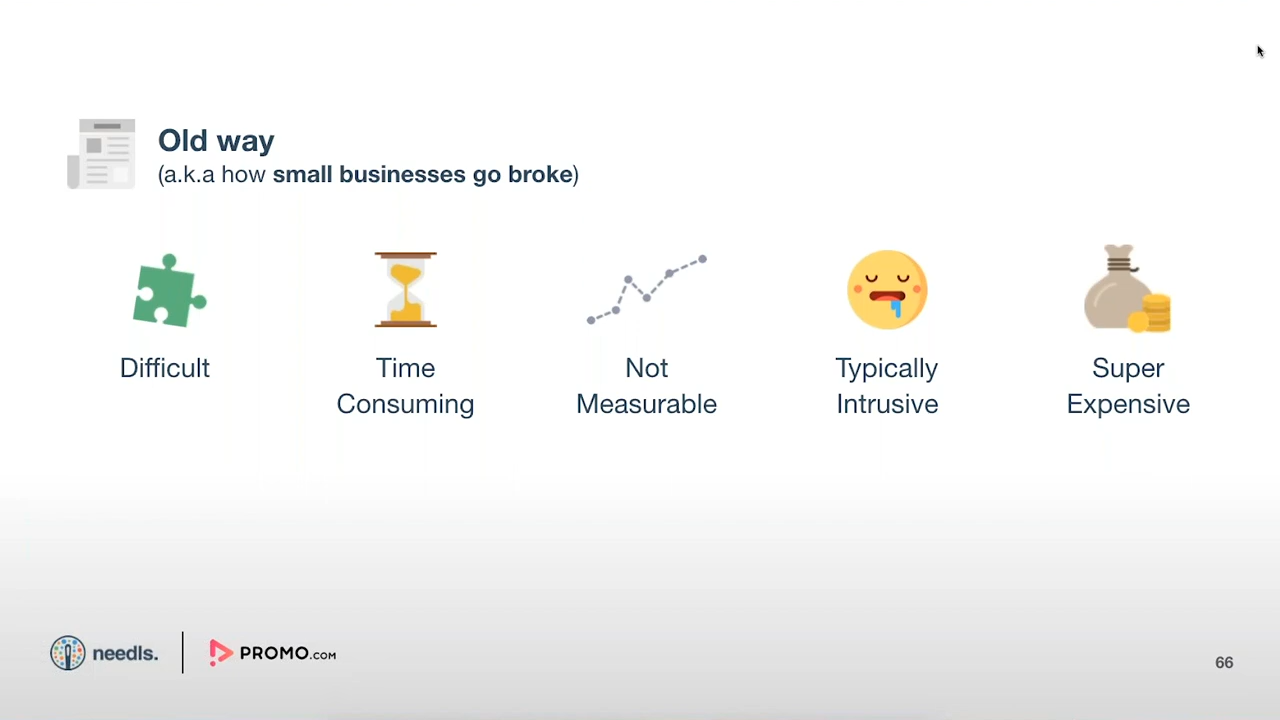 Old way
(a.k.a how small businesses go broke)
Difficult
Time
Consuming
Not
Measurable
Typically
Intrusive
Super
Expensive
needls.
PROMO.COM
66